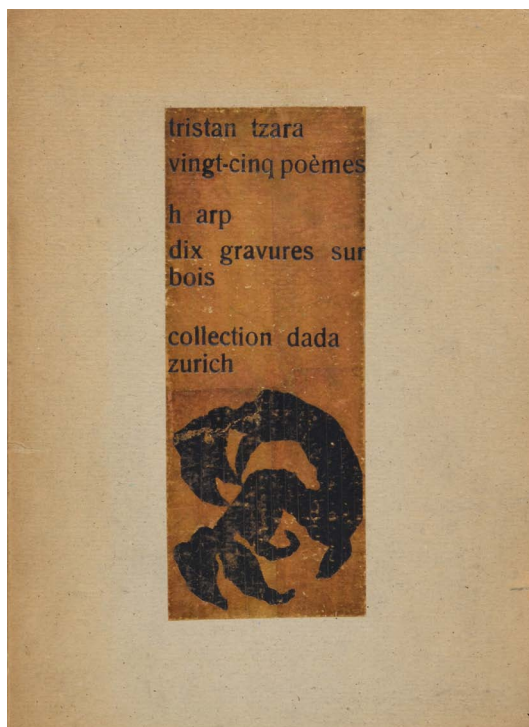 tristan tzara
vingt-cinq poèmes
h arp
dix gravures sur
bois
collection dada
zurich